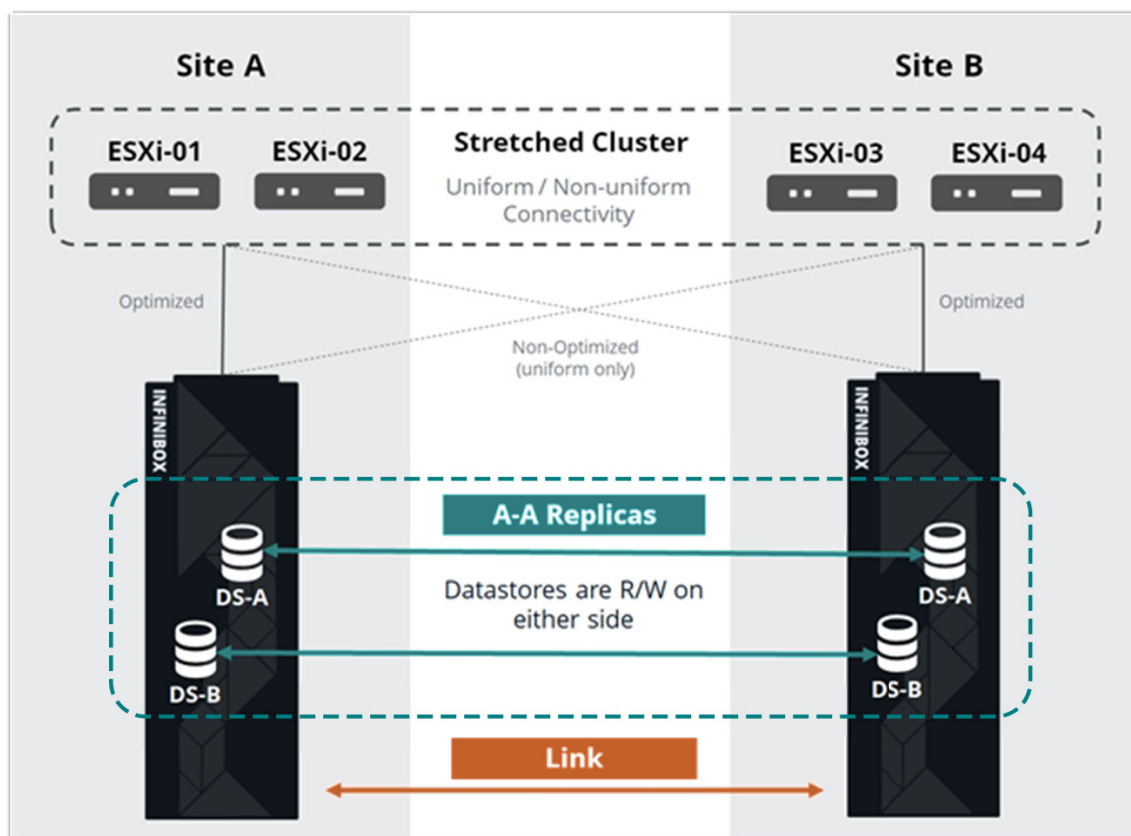 Site A
Site B
ESXi-01
ESXi-02
Stretched Cluster
Uniform / Non-uniform
Connectivity
ESXi-03
ESXi-04
Optimized
Optimized
Non-Optimized
(uniform only)
INFINIBOX
INFINIBOX
A-A Replicas
DS-A
DS-A
Datastores are R/W on
either side
DS-B
DS-B
Link